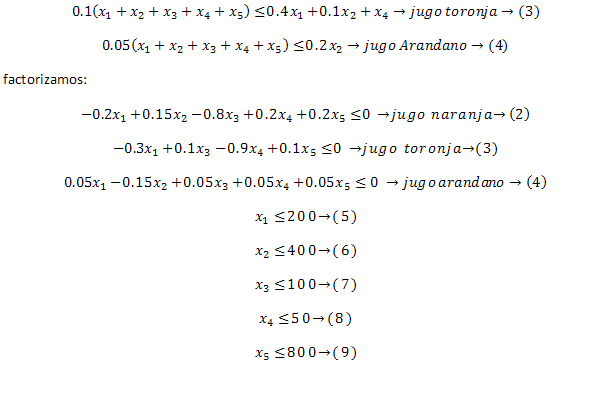 0.1(x₁ + x₂ + x₃ + x₄ + x₅) ≤0.4x₁ +0.1x₂ + x₄ → jugo toronja → (3)
0.05(x₁ + x₂ + x₃ + x₄ + x₅) ≤0.2x₂ → jugo Arandano → (4)
factorizamos:
−0.2x₁ +0.15x₂ −0.8x₃ +0.2x₄ +0.2x₅ ≤0 →jugo naranja→ (2)
−0.3x₁ +0.1x₃ −0.9x₄ +0.1x₅ ≤0 →jugo toronja→(3)
0.05x₁ −0.15x₂ +0.05x₃ +0.05x₄ +0.05x₅ ≤ 0 → jugo arandano → (4)
x₁ ≤200→(5)
x₂ ≤400→(6)
x₃ ≤100→(7)
x₄ ≤50→(8)
x₅ ≤800→(9)